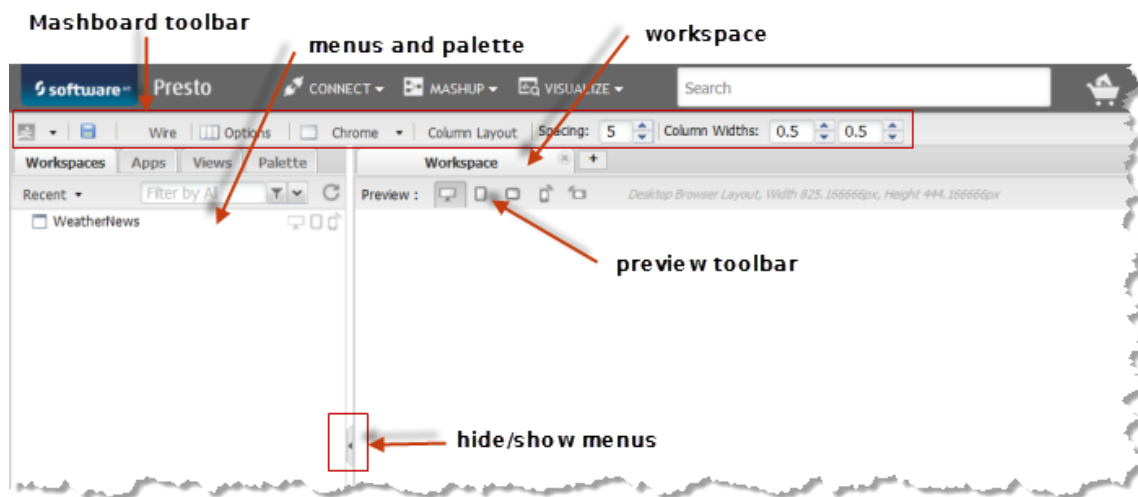 Mashboard toolbar
menus and palette
workspace
software AG Presto CONNECT MASHUP VISUALIZE Search
Wire Options Chrome Column Layout Spacing: 5 Column Widths: 0.5 0.5
Workspaces Apps Views Palette Workspace +
Recent Filter by Al Preview : Desktop Browser Layout, Width 825.166666px, Height 444.166666px
WeatherNews
preview toolbar
hide/show menus